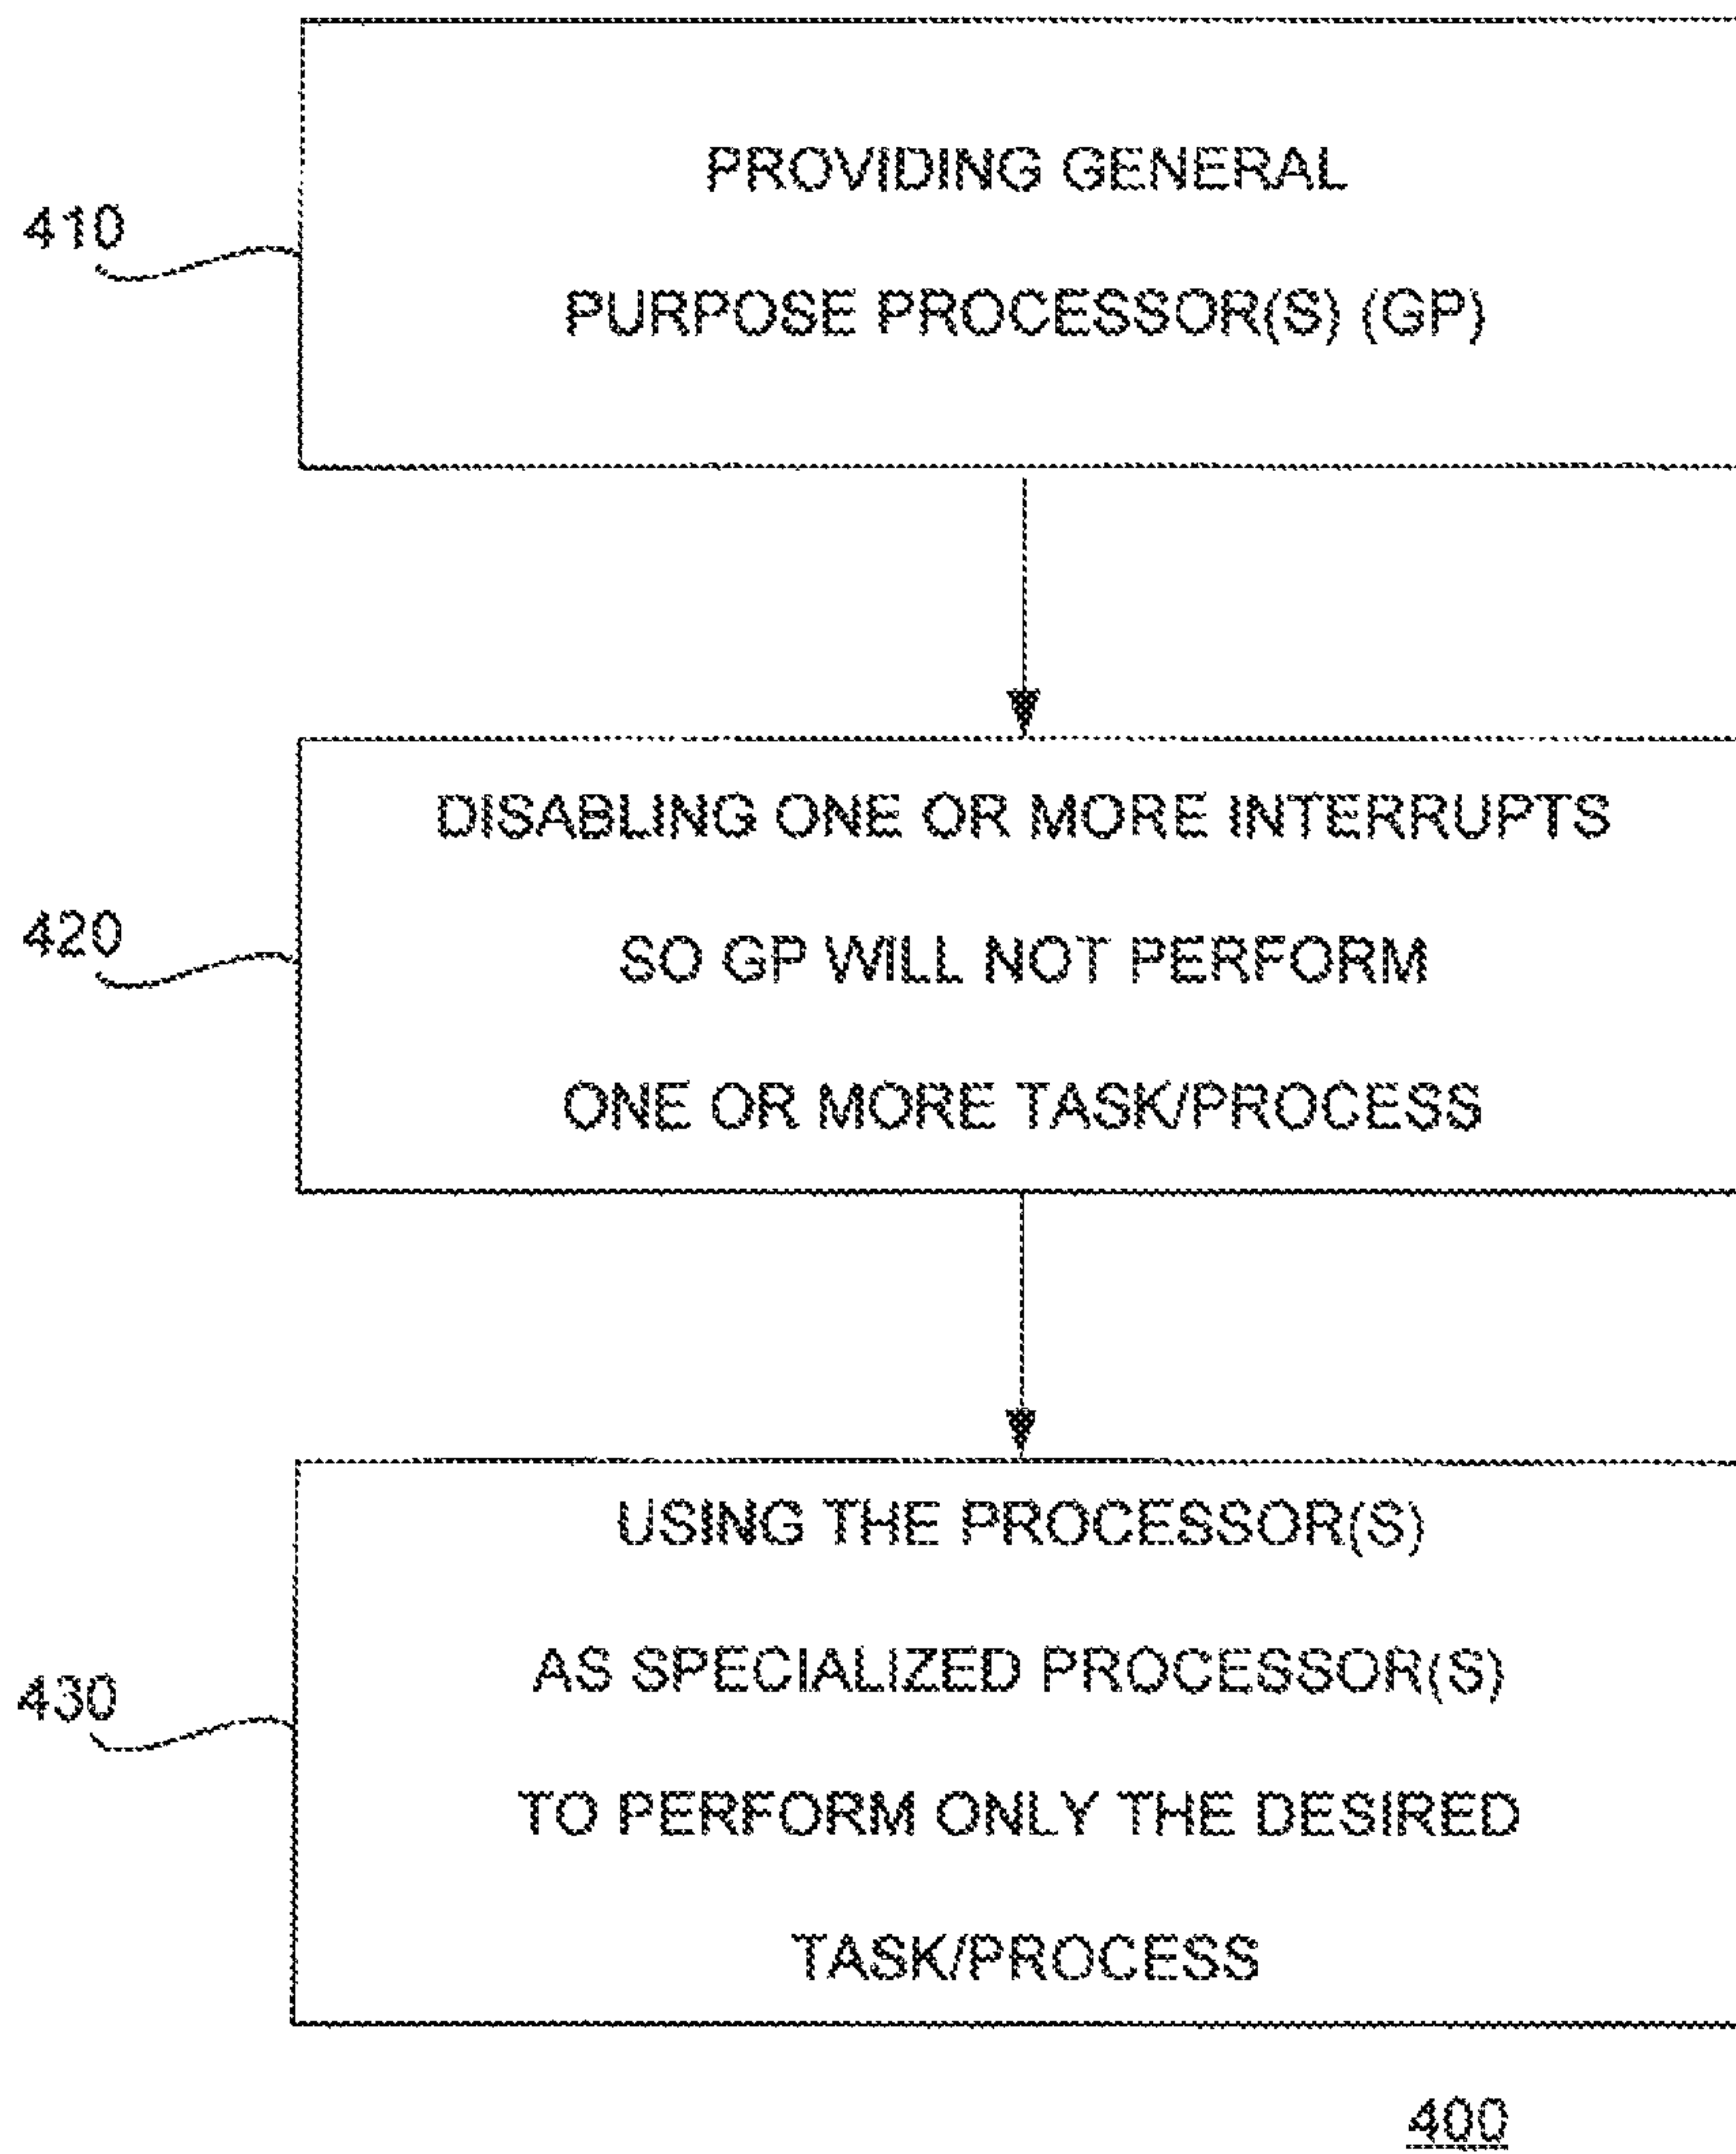 PROVIDING GENERAL
410
PURPOSE PROCESSOR(S) (GP)
DISABLING ONE OR MORE INTERRUPTS
420
SO GP WILL NOT PERFORM
ONE OR MORE TASK/PROCESS
USING THE PROCESSOR(S)
AS SPECIALIZED PROCESSOR(S)
430
TO PERFORM ONLY THE DESIRED
TASK/PROCESS
400